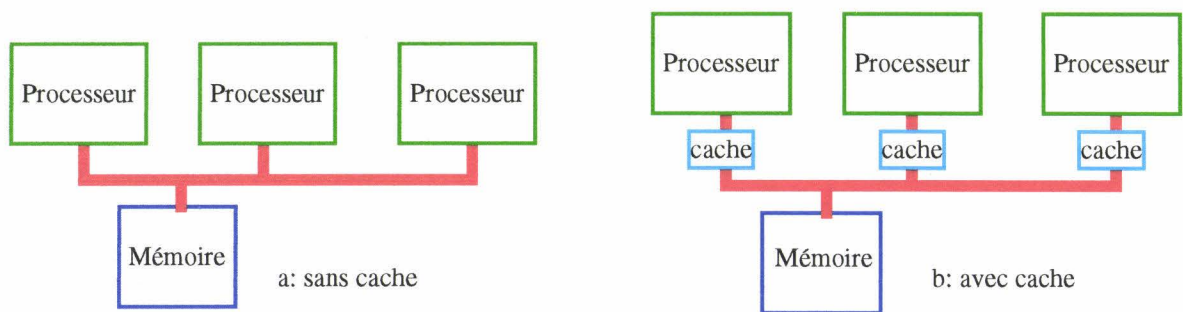 Processeur
Processeur
Processeur
Mémoire
a: sans cache
Processeur
Processeur
Processeur
cache
cache
cache
Mémoire
b: avec cache